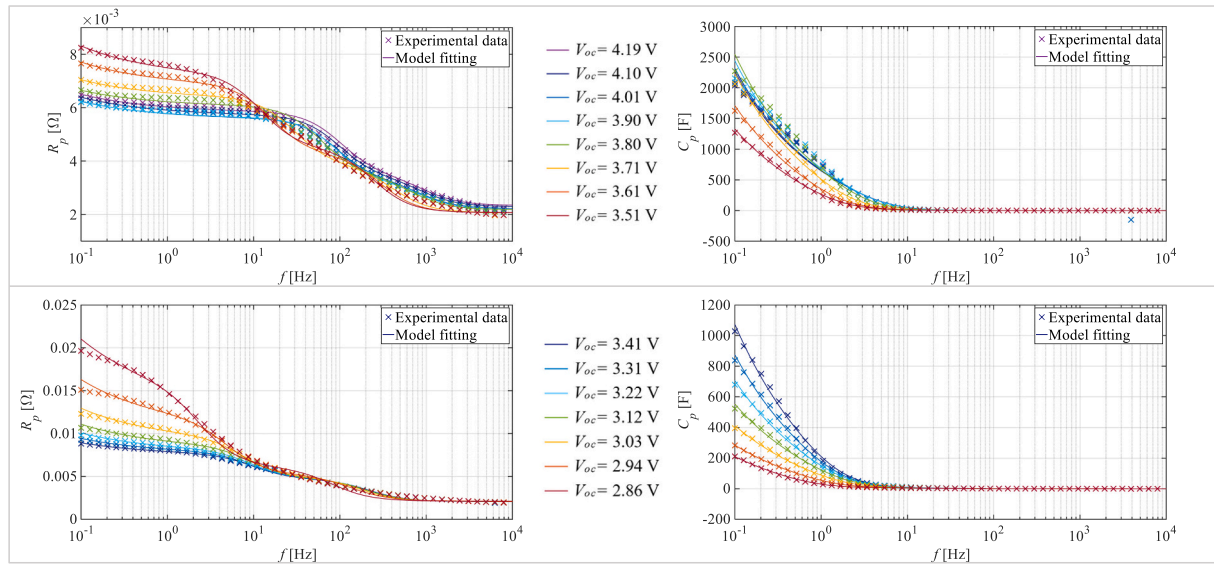 ×10⁻³
8
6
4
2
R_p [Ω]
10⁻¹ 10⁰ 10¹ 10² 10³ 10⁴
f [Hz]
Experimental data
Model fitting
V_oc= 4.19 V
V_oc= 4.10 V
V_oc= 4.01 V
V_oc= 3.90 V
V_oc= 3.80 V
V_oc= 3.71 V
V_oc= 3.61 V
V_oc= 3.51 V
3000
2500
2000
1500
1000
500
0
-500
C_p [F]
10⁻¹ 10⁰ 10¹ 10² 10³ 10⁴
f [Hz]
Experimental data
Model fitting
0.025
0.02
0.015
0.01
0.005
0
R_p [Ω]
10⁻¹ 10⁰ 10¹ 10² 10³ 10⁴
f [Hz]
Experimental data
Model fitting
V_oc= 3.41 V
V_oc= 3.31 V
V_oc= 3.22 V
V_oc= 3.12 V
V_oc= 3.03 V
V_oc= 2.94 V
V_oc= 2.86 V
1200
1000
800
600
400
200
0
-200
C_p [F]
10⁻¹ 10⁰ 10¹ 10² 10³ 10⁴
f [Hz]
Experimental data
Model fitting